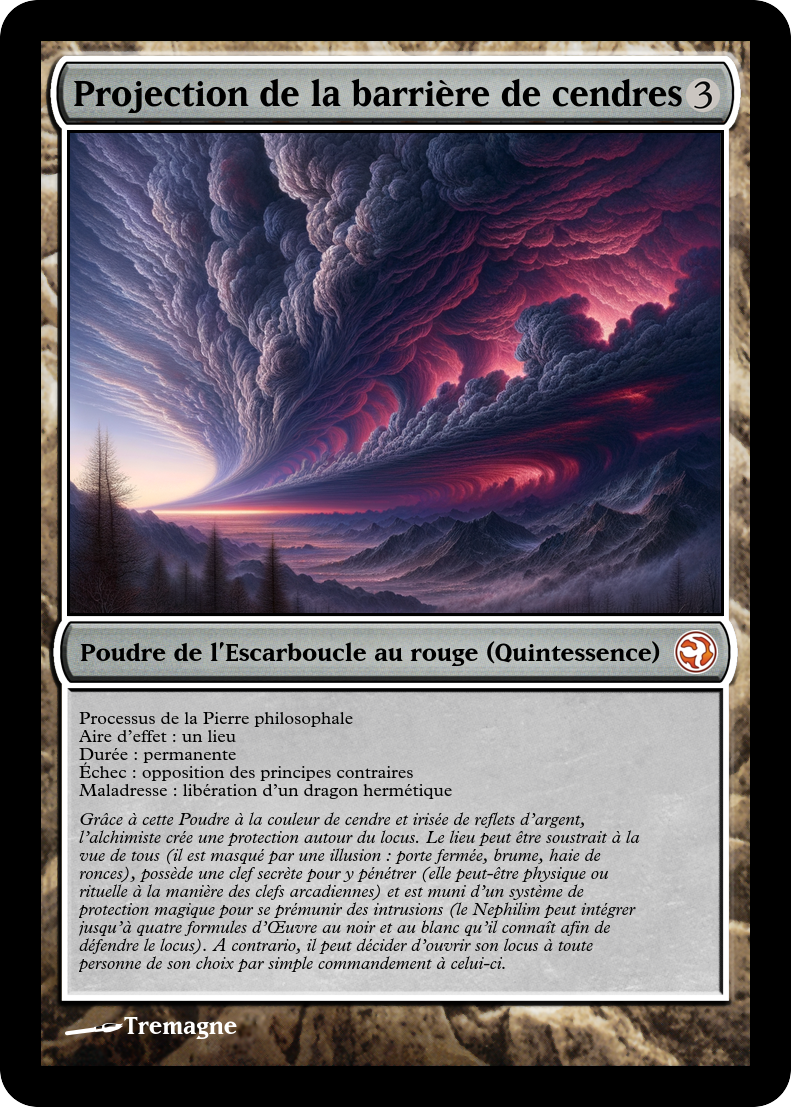 Projection de la barrière de cendres 3
Poudre de l'Escarboucle au rouge (Quintessence)
Processus de la Pierre philosophale
Aire d'effet : un lieu
Durée : permanente
Échec : opposition des principes contraires
Maladresse : libération d'un dragon hermétique
Grâce à cette Poudre à la couleur de cendre et irisée de reflets d'argent,
l'alchimiste crée une protection autour du locus. Le lieu peut être soustrait à la
vue de tous (il est masqué par une illusion : porte fermée, brume, haie de
ronces), possède une clef secrète pour y pénétrer (elle peut-être physique ou
rituelle à la manière des clefs arcadiennes) et est muni d'un système de
protection magique pour se prémunir des intrusions (le Nephilim peut intégrer
jusqu'à quatre formules d'Œuvre au noir et au blanc qu'il connaît afin de
défendre le locus). A contrario, il peut décider d'ouvrir son locus à toute
personne de son choix par simple commandement à celui-ci.
Tremagne